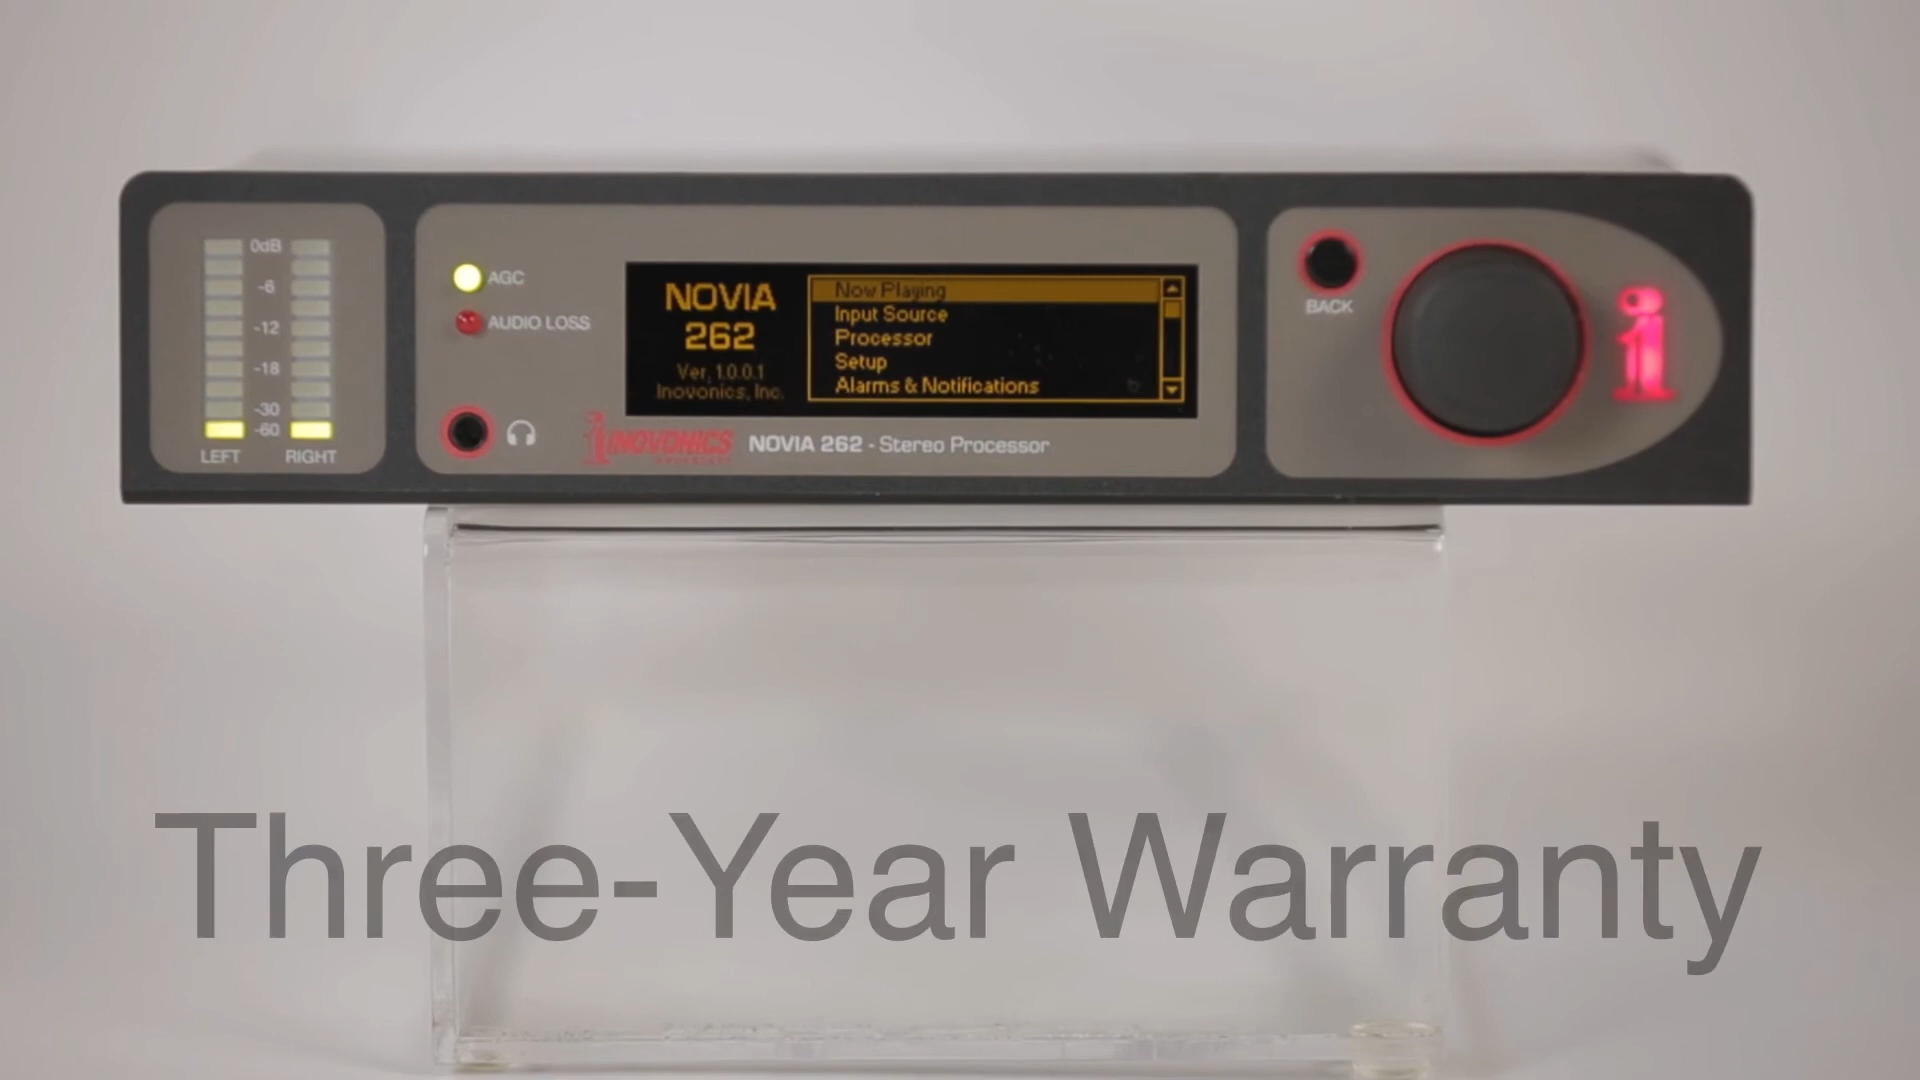 0dB
-6
-12
-18
-30
-60
LEFT RIGHT
AGC
AUDIO LOSS
NOVIA
262
Ver. 1.0.0.1
Inovonics, Inc.
Now Playing
Input Source
Processor
Setup
Alarms & Notifications
INOVONICS
NOVIA 262 - Stereo Processor
BACK
i
Three-Year Warranty